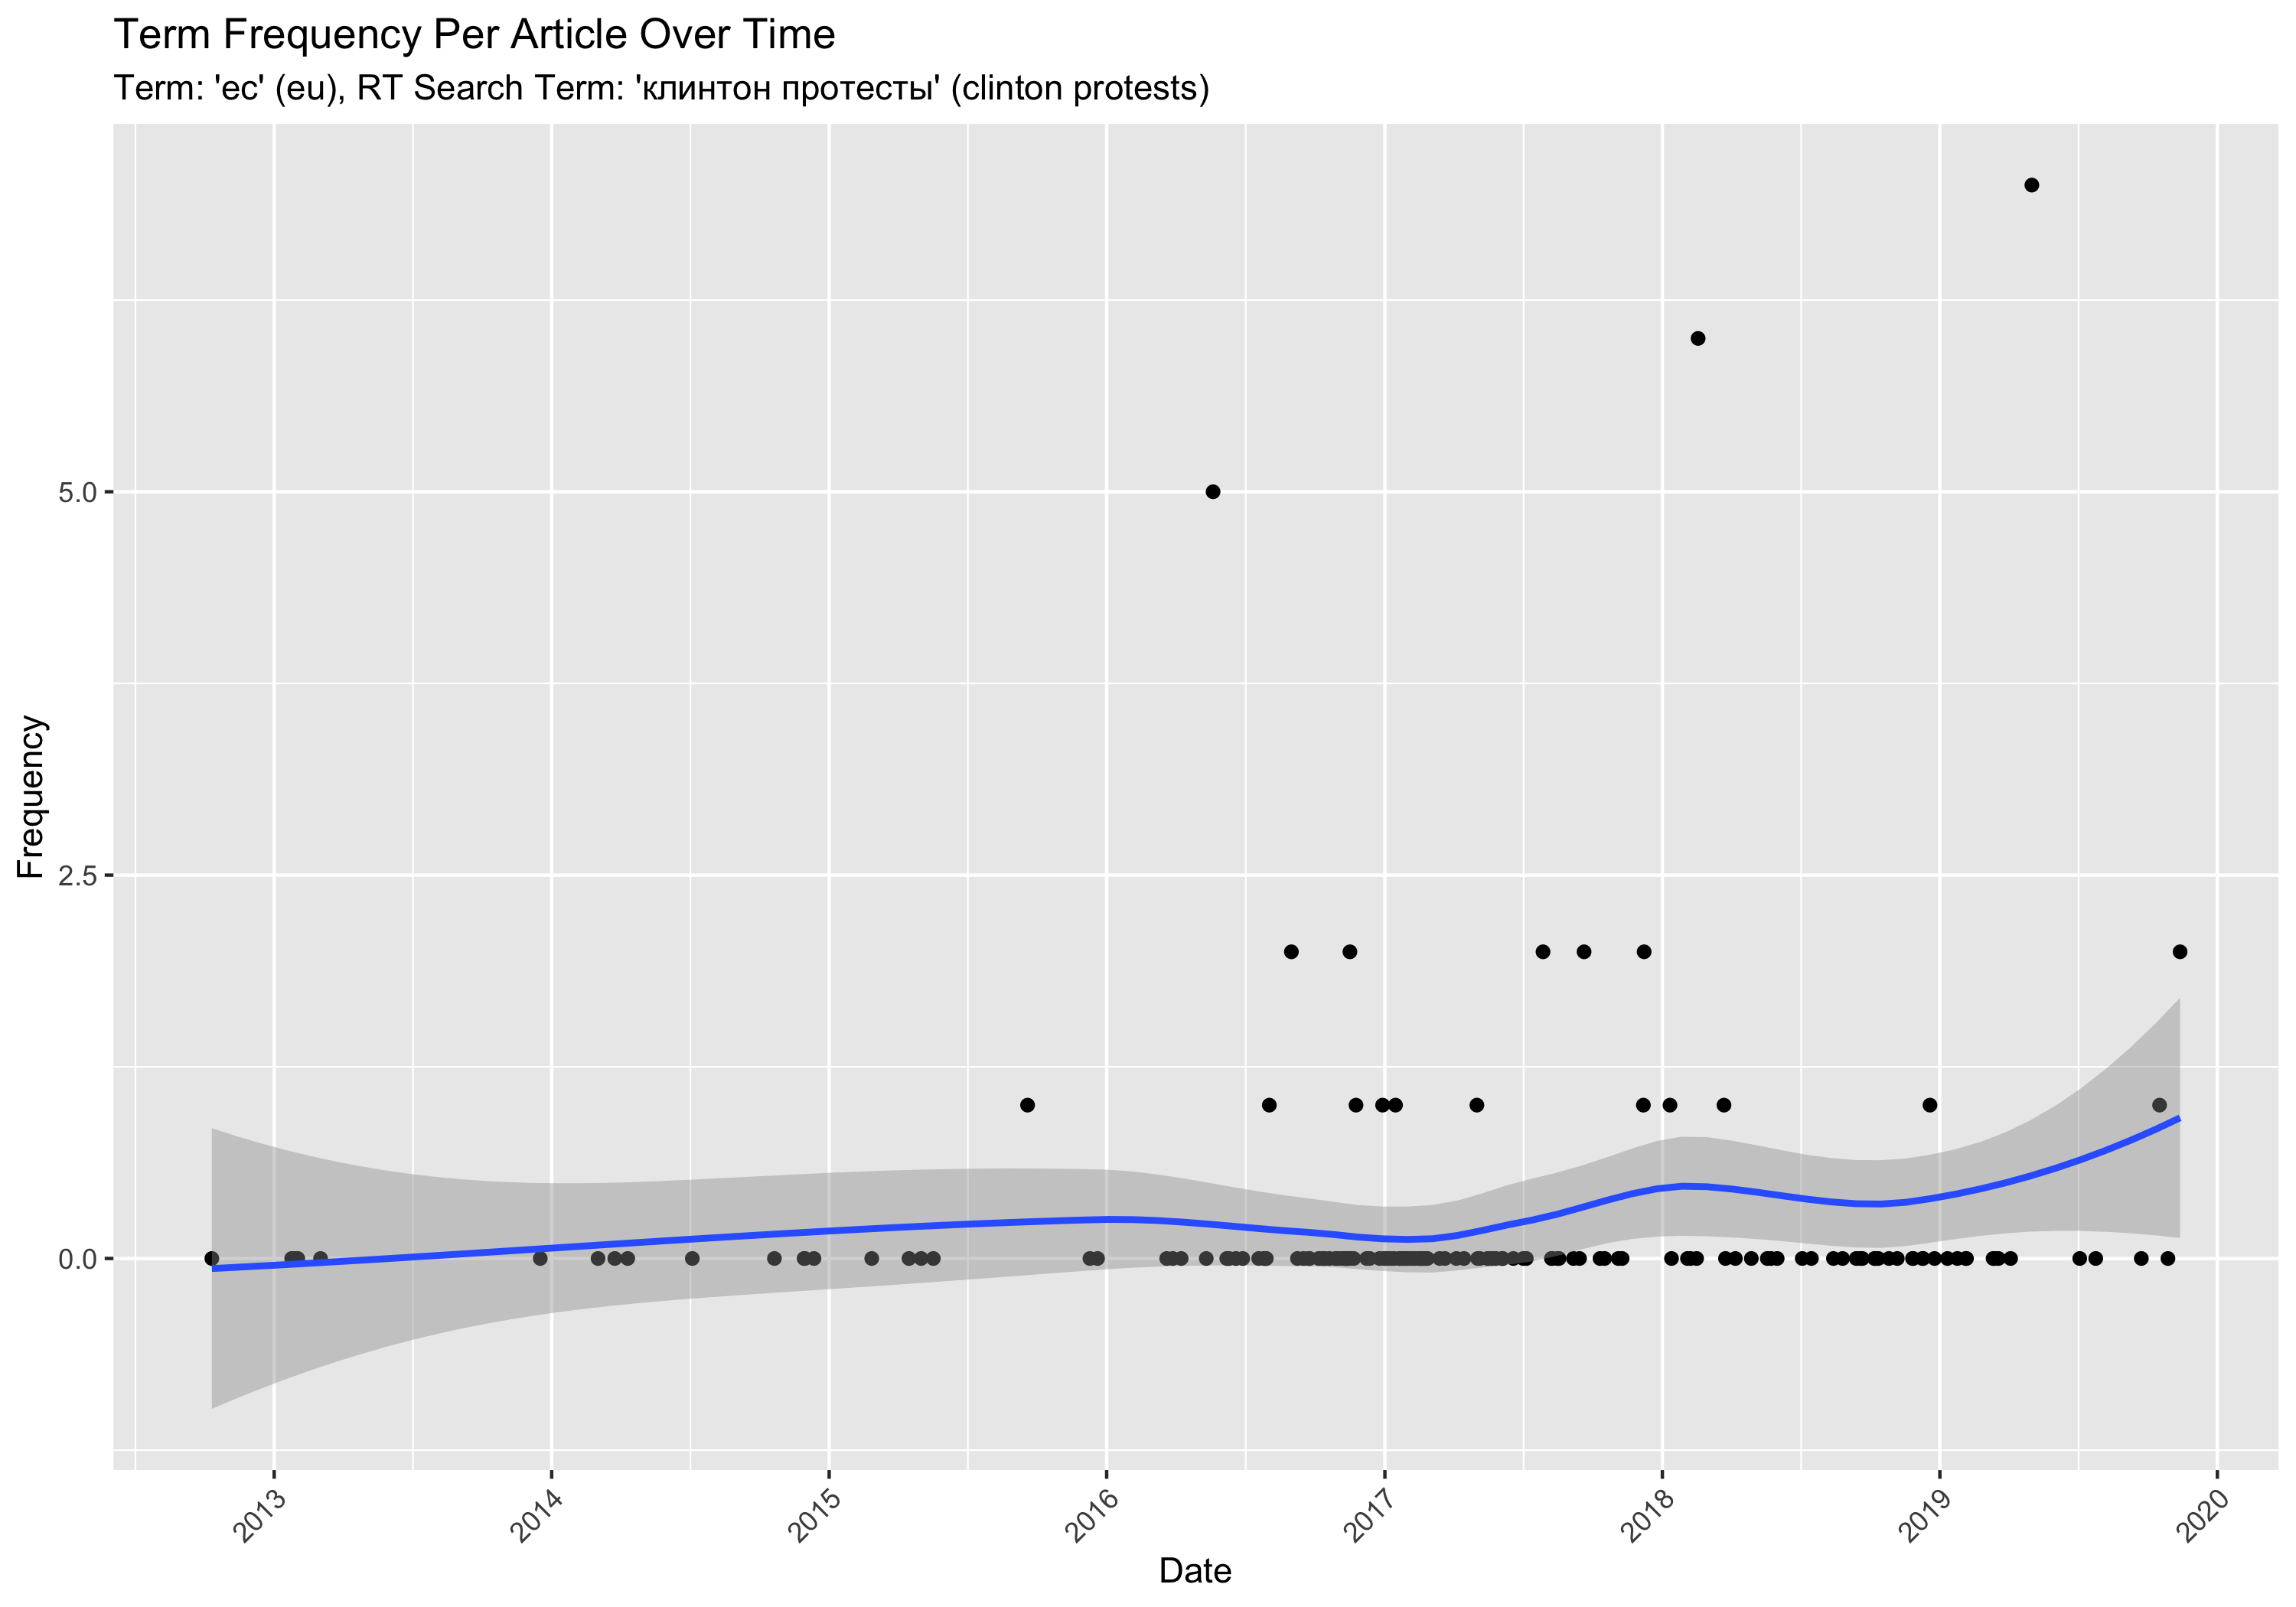 Term Frequency Per Article Over Time
Term: 'ес' (eu), RT Search Term: 'клинтон протесты' (clinton protests)
Frequency
5.0
2.5
0.0
2013
2014
2015
2016
2017
2018
2019
2020
Date